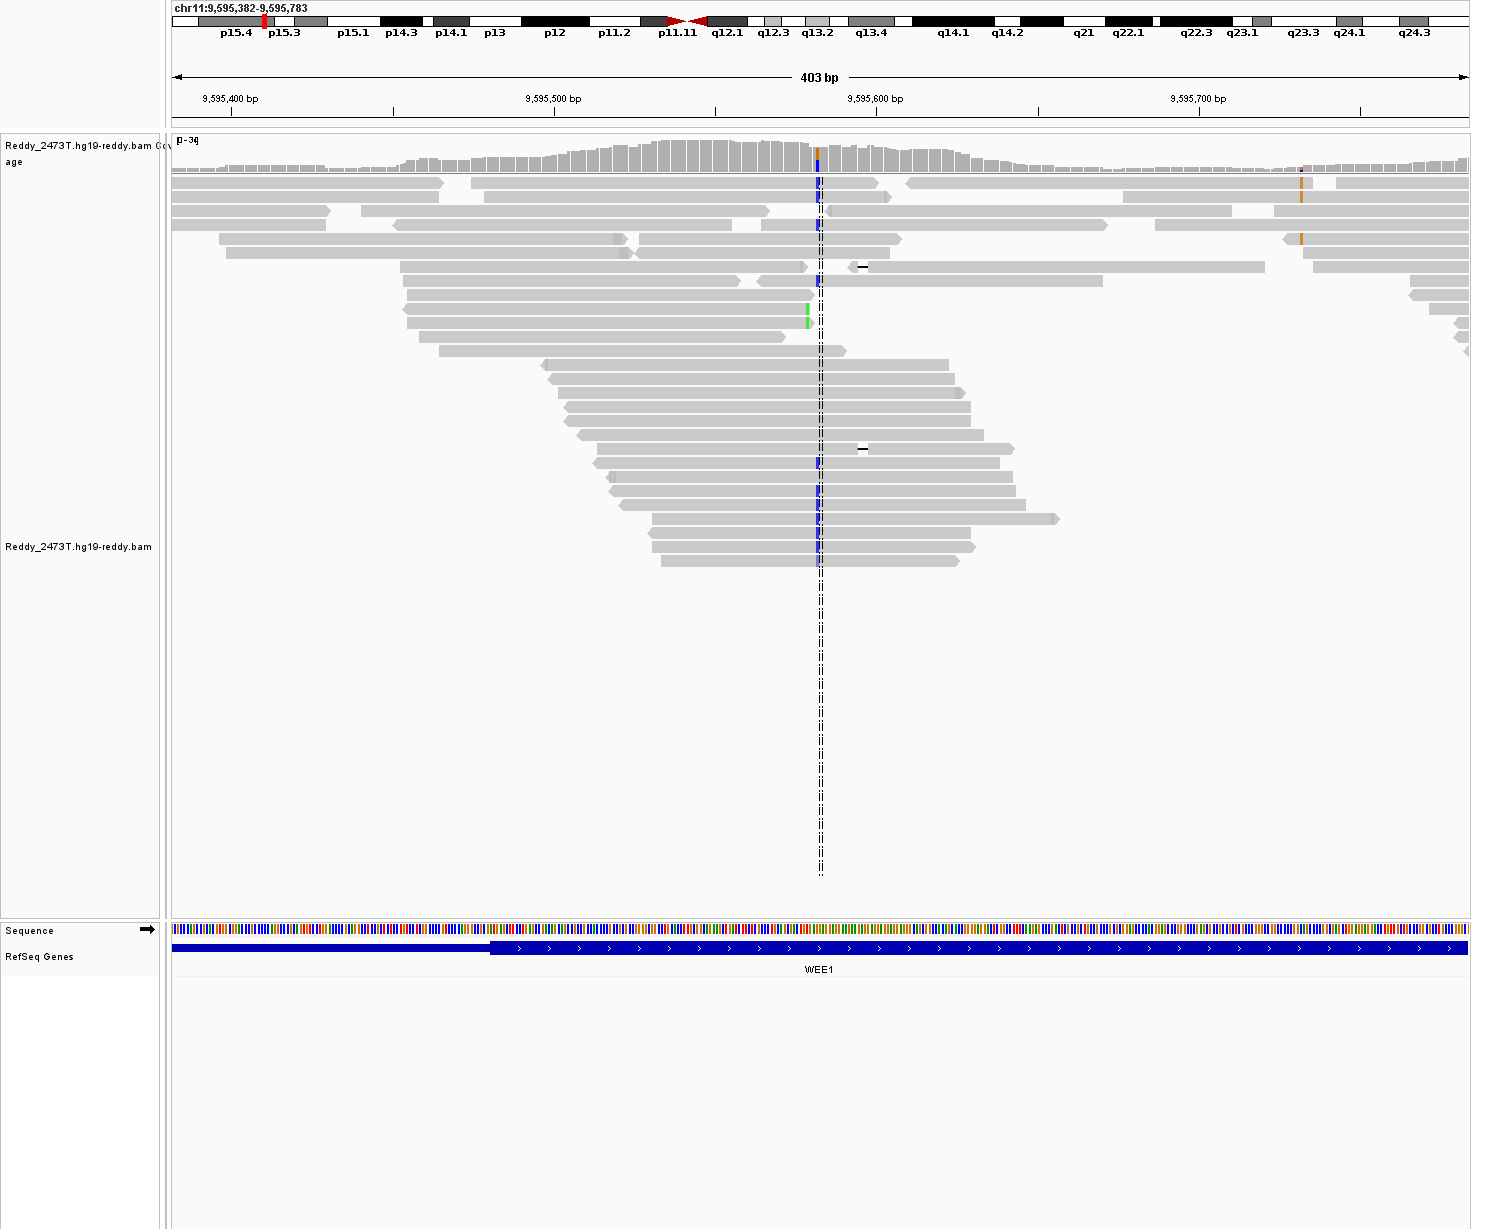 chr11:9,595,382-9,595,783
p15.4 p15.3 p15.1 p14.3 p14.1 p13 p12 p11.2 p11.11 q12.1 q12.3 q13.2 q13.4 q14.1 q14.2 q21 q22.1 q22.3 q23.1 q23.3 q24.1 q24.3
403 bp
9,595,400 bp 9,595,500 bp 9,595,600 bp 9,595,700 bp
[0-34]
Reddy_2473T.hg19-reddy.bam Cov
age
Reddy_2473T.hg19-reddy.bam
Sequence
RefSeq Genes
WEE1